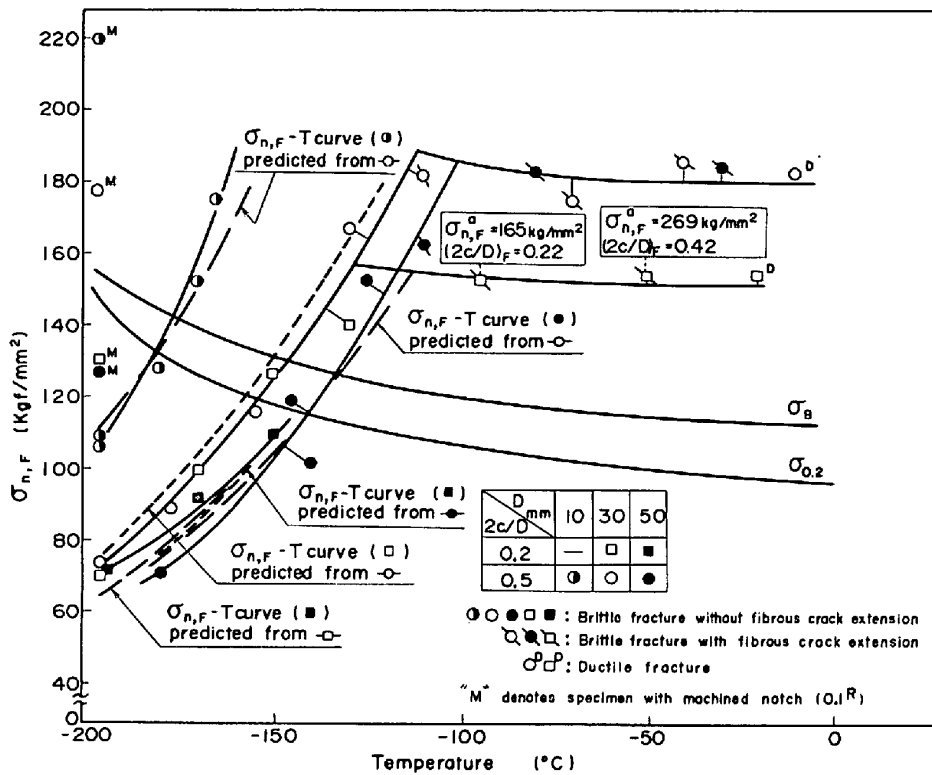 σn,F (Kgf/mm²)
220
200
180
160
140
120
100
80
60
40
0
M
M
M
M
σn,F - T curve (◑)
predicted from -○-
D
σᵃn,F = 165 kg/mm²
(2c/D)F = 0.22
σᵃn,F = 269 kg/mm²
(2c/D)F = 0.42
D
σn,F - T curve (●)
predicted from -○-
σB
σ0.2
σn,F - T curve (■)
predicted from -●-
σn,F - T curve (□)
predicted from -○-
σn,F - T curve (■)
predicted from -□-
D mm 10 30 50
2c/D
0.2 — □ ■
0.5 ◑ ○ ●
◑ ○ ● □ ■ : Brittle fracture without fibrous crack extension
: Brittle fracture with fibrous crack extension
○D □D : Ductile fracture
"M" denotes specimen with machined notch (0.1R)
-200 -150 -100 -50 0
Temperature (°C)